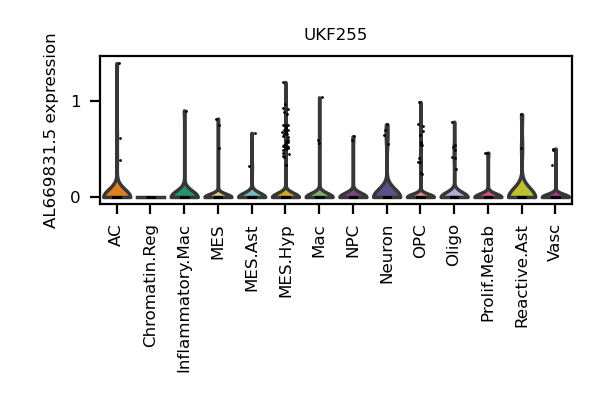 UKF255
AL669831.5 expression
1
0
AC
Chromatin.Reg
Inflammatory.Mac
MES
MES.Ast
MES.Hyp
Mac
NPC
Neuron
OPC
Oligo
Prolif.Metab
Reactive.Ast
Vasc